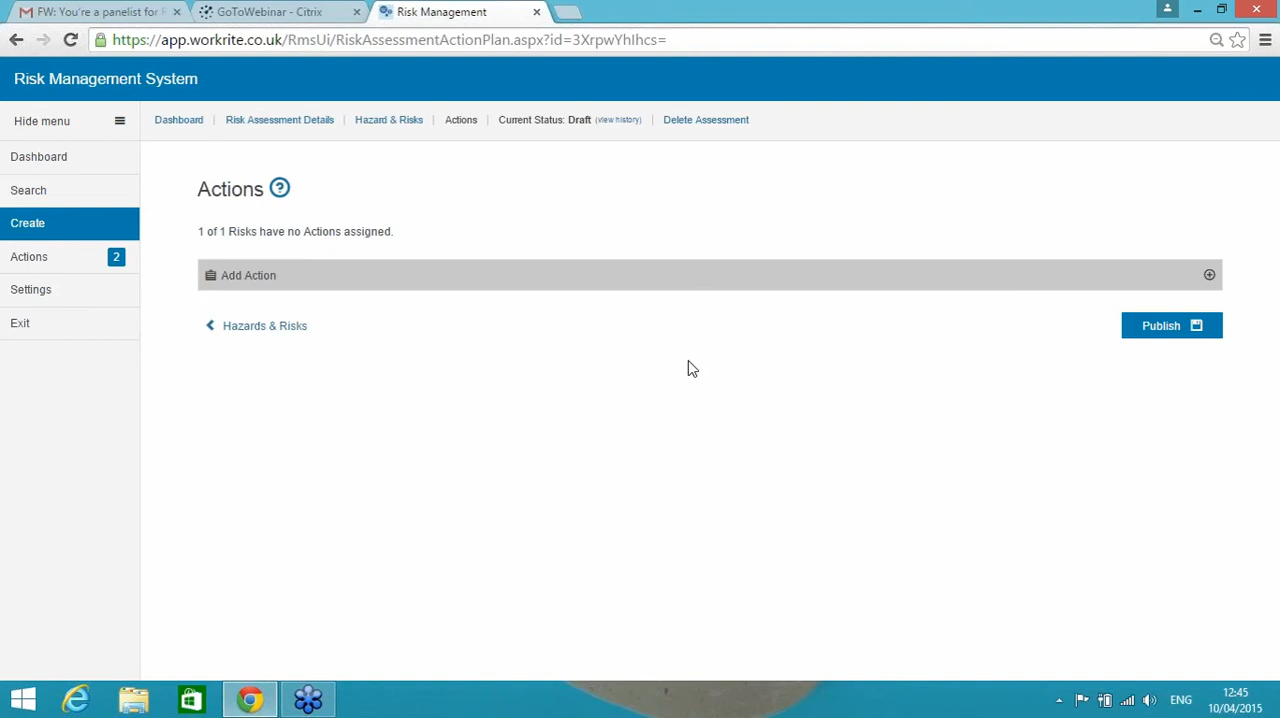 FW: You're a panelist for
GoToWebinar - Citrix
Risk Management
https://app.workrite.co.uk/RmsUi/RiskAssessmentActionPlan.aspx?id=3XrpwYhIhcs=
Risk Management System
Hide menu
Dashboard | Risk Assessment Details | Hazard & Risks | Actions | Current Status: Draft (view history) | Delete Assessment
Dashboard
Search
Create
Actions 2
Settings
Exit
Actions ?
1 of 1 Risks have no Actions assigned.
Add Action
Hazards & Risks
Publish
ENG
12:45
10/04/2015